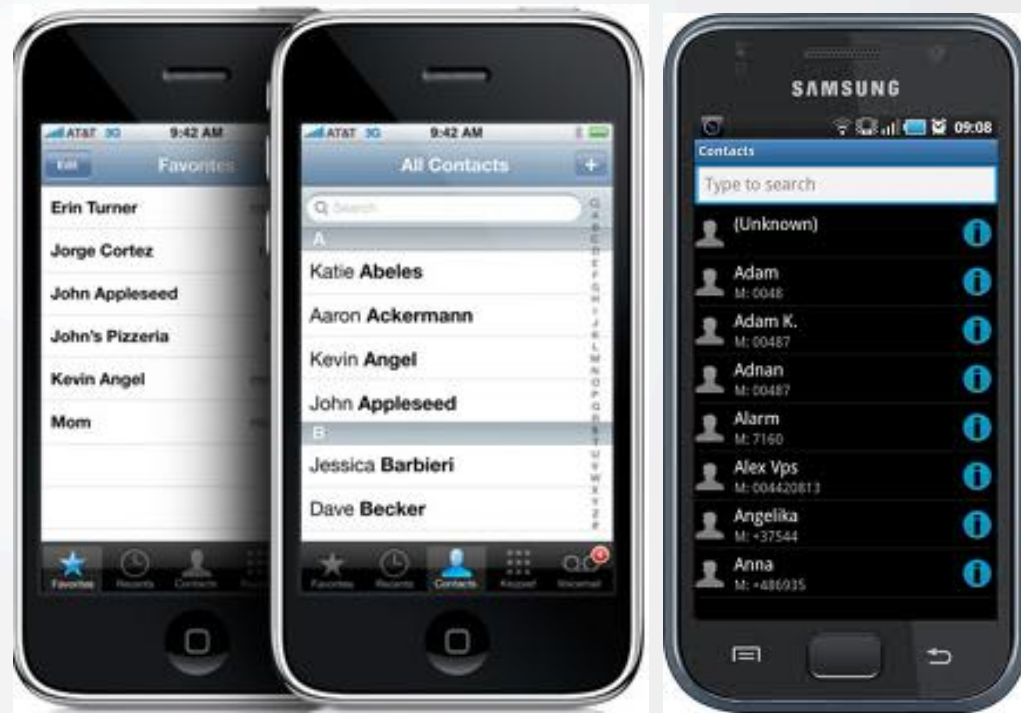 AT&T 3G 9:42 AM
Edit Favorites
Erin Turner
Jorge Cortez
John Appleseed
John's Pizzeria
Kevin Angel
Mom
Favorites Recents Contacts
AT&T 3G 9:42 AM
All Contacts +
Search
A
Katie Abeles
Aaron Ackermann
Kevin Angel
John Appleseed
B
Jessica Barbieri
Dave Becker
Favorites Recents Contacts Keypad Voicemail
SAMSUNG
09:08
Contacts
Type to search
(Unknown)
Adam
M: 0048
Adam K.
M: 00487
Adnan
M: 00487
Alarm
M: 7160
Alex Vps
M: 004420813
Angelika
M: +37544
Anna
M: +486935